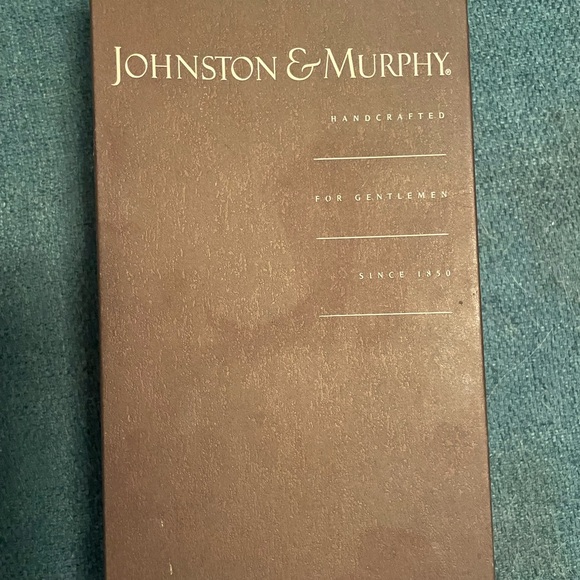 JOHNSTON & MURPHY®
HANDCRAFTED
FOR GENTLEMEN
SINCE 1850